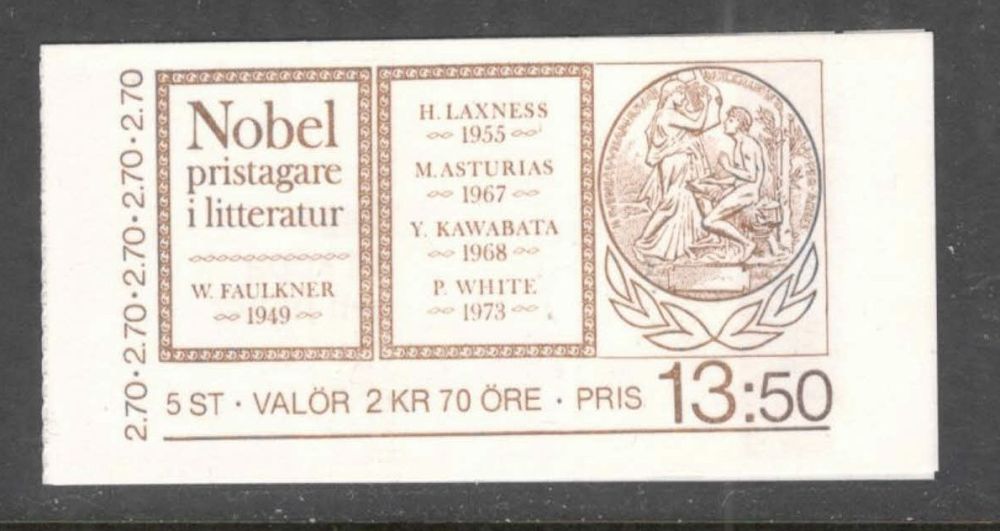 2.70·2.70·2.70·2.70·2.70
Nobel
pristagare
i litteratur
W. FAULKNER
1949
H. LAXNESS
1955
M. ASTURIAS
1967
Y. KAWABATA
1968
P. WHITE
1973
5 ST · VALÖR 2 KR 70 ÖRE · PRIS 13:50